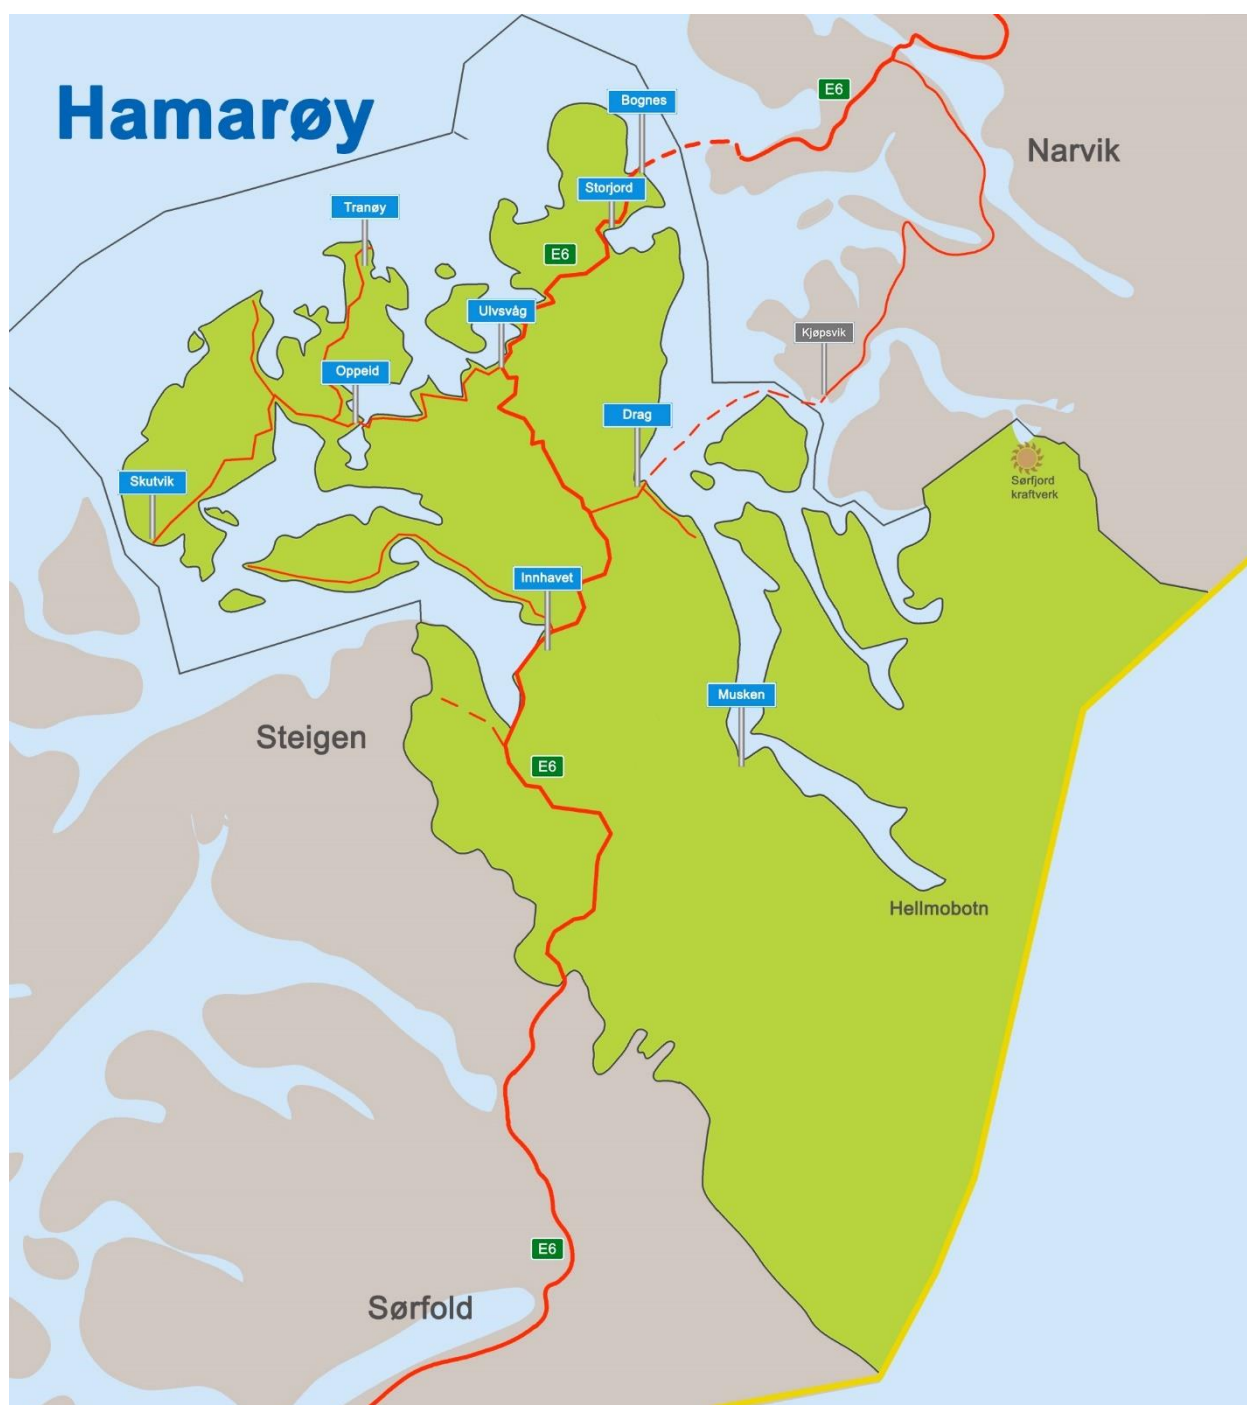 Hamarøy
Bognes
E6
Narvik
Storjord
Tranøy
E6
Ulvsvåg
Kjøpsvik
Oppeid
Drag
Skutvik
Sørfjord
kraftverk
Innhavet
Musken
Steigen
E6
Hellmobotn
E6
Sørfold